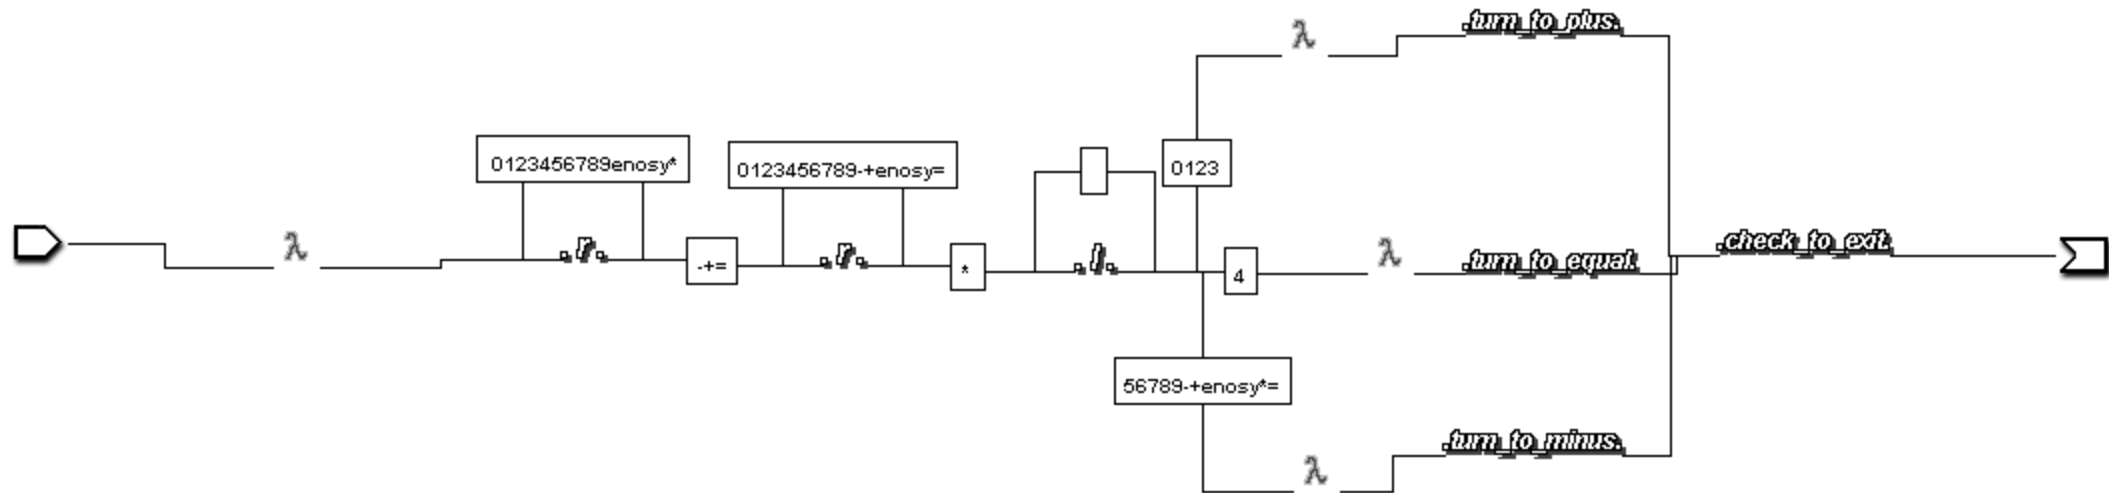 λ
0123456789enosy*
.r.
-+=
0123456789-+enosy=
.r.
*
.l.
0123
λ
.turn_to_plus.
4
λ
.turn_to_equal.
56789-+enosy*=
λ
.turn_to_minus.
.check_to_exit.